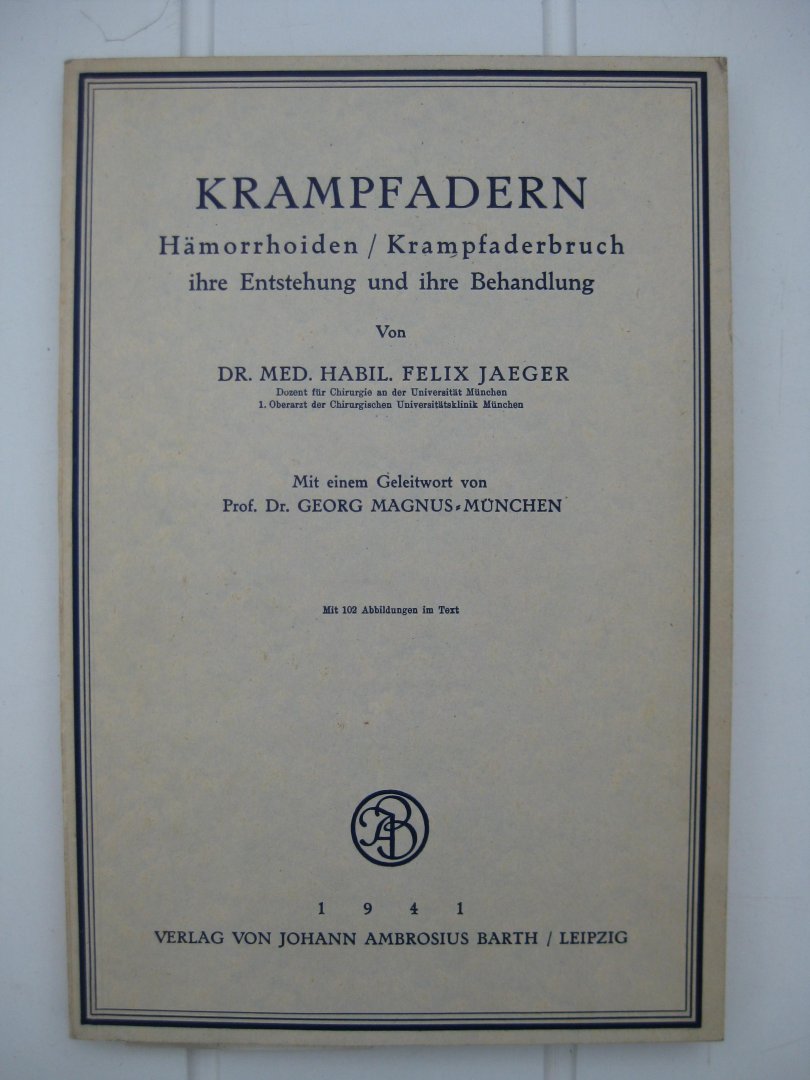 KRAMPFADERN
Hämorrhoiden / Krampfaderbruch
ihre Entstehung und ihre Behandlung
Von
DR. MED. HABIL. FELIX JAEGER
Dozent für Chirurgie an der Universität München
1. Oberarzt der Chirurgischen Universitätsklinik München
Mit einem Geleitwort von
Prof. Dr. GEORG MAGNUS-MÜNCHEN
Mit 102 Abbildungen im Text
JAB
1 9 4 1
VERLAG VON JOHANN AMBROSIUS BARTH / LEIPZIG